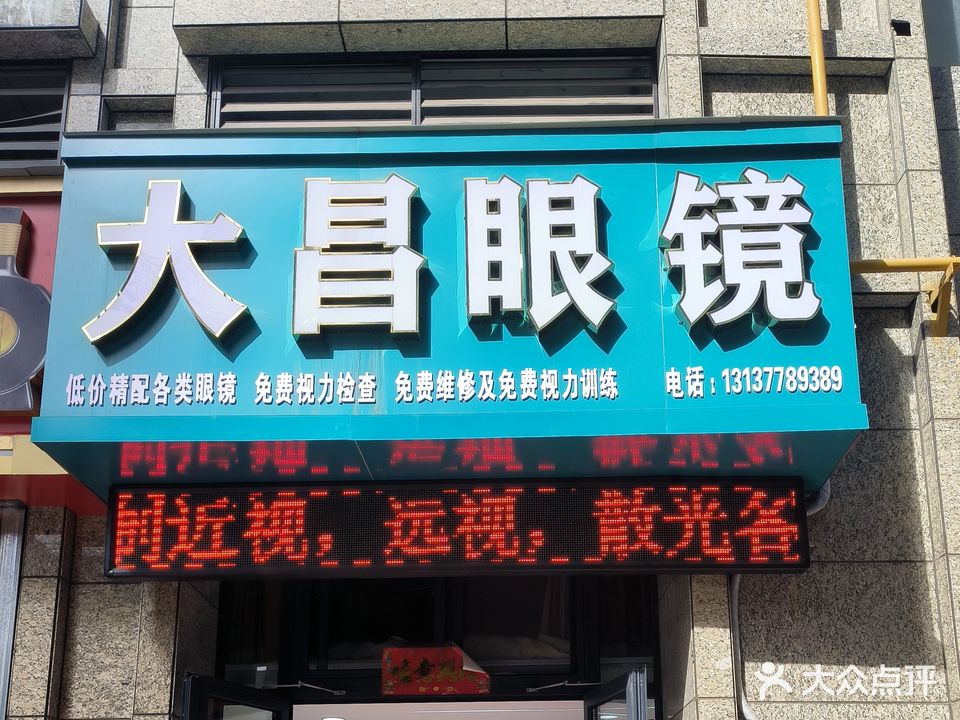 大昌眼镜
低价精配各类眼镜 免费视力检查 免费维修及免费视力训练 电话：13137789389
近视，远视，散光各
大众点评